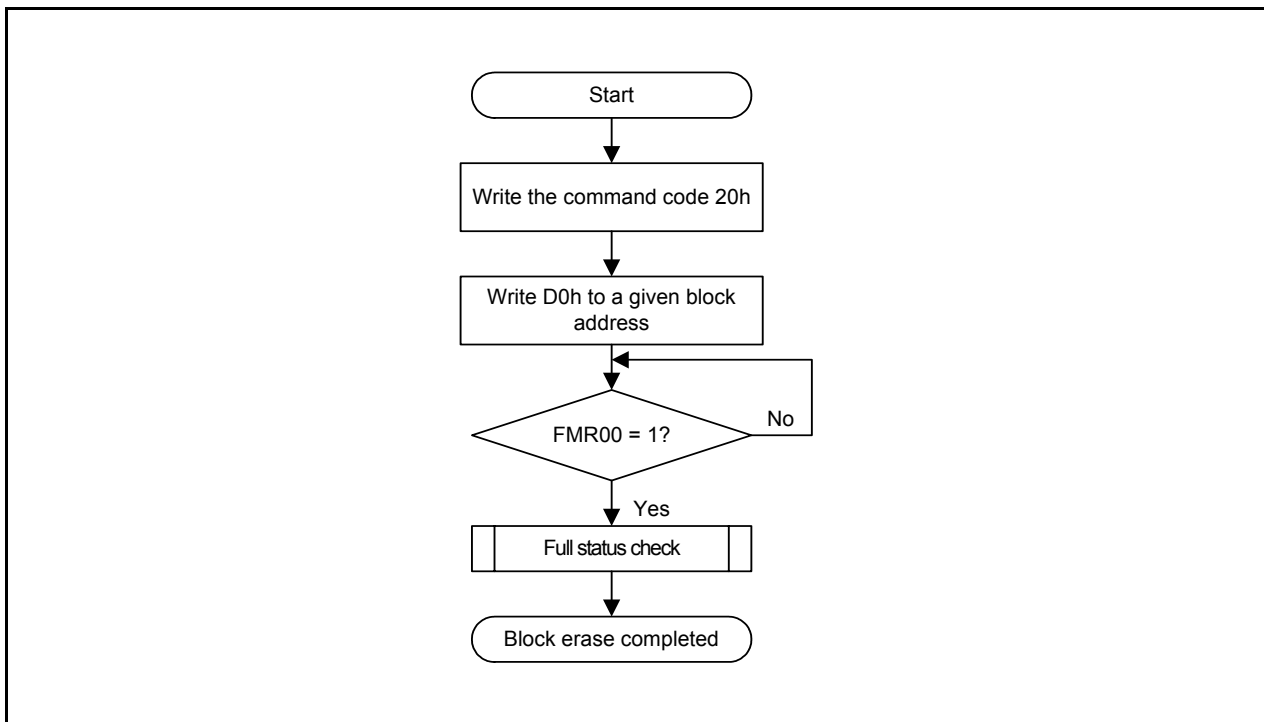 Start
Write the command code 20h
Write D0h to a given block
address
FMR00 = 1?
No
Yes
Full status check
Block erase completed